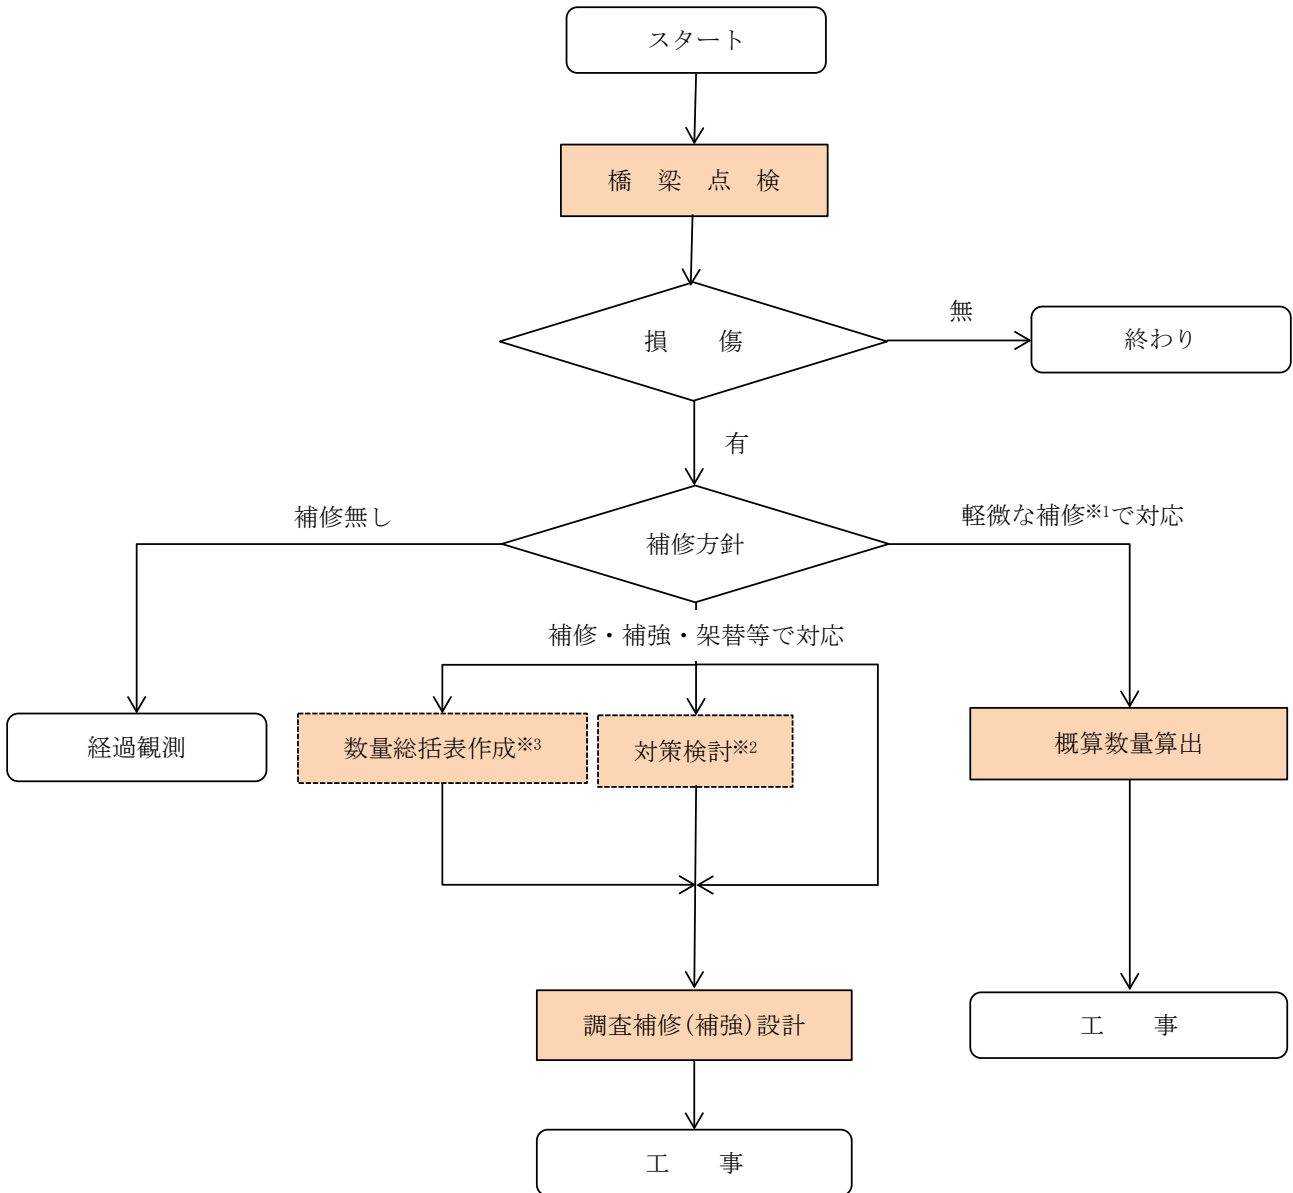 スタート
橋　梁　点　検
損　　傷
無
終わり
有
補修無し
補修方針
軽微な補修※1で対応
補修・補強・架替等で対応
経過観測
数量総括表作成※3
対策検討※2
概算数量算出
調査補修(補強)設計
工　　事
工　　事